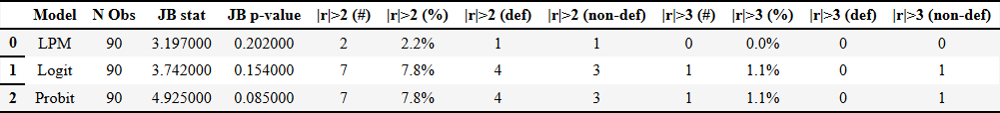 Model N Obs JB stat JB p-value |r|>2 (#) |r|>2 (%) |r|>2 (def) |r|>2 (non-def) |r|>3 (#) |r|>3 (%) |r|>3 (def) |r|>3 (non-def)
0 LPM 90 3.197000 0.202000 2 2.2% 1 1 0 0.0% 0 0
1 Logit 90 3.742000 0.154000 7 7.8% 4 3 1 1.1% 0 1
2 Probit 90 4.925000 0.085000 7 7.8% 4 3 1 1.1% 0 1